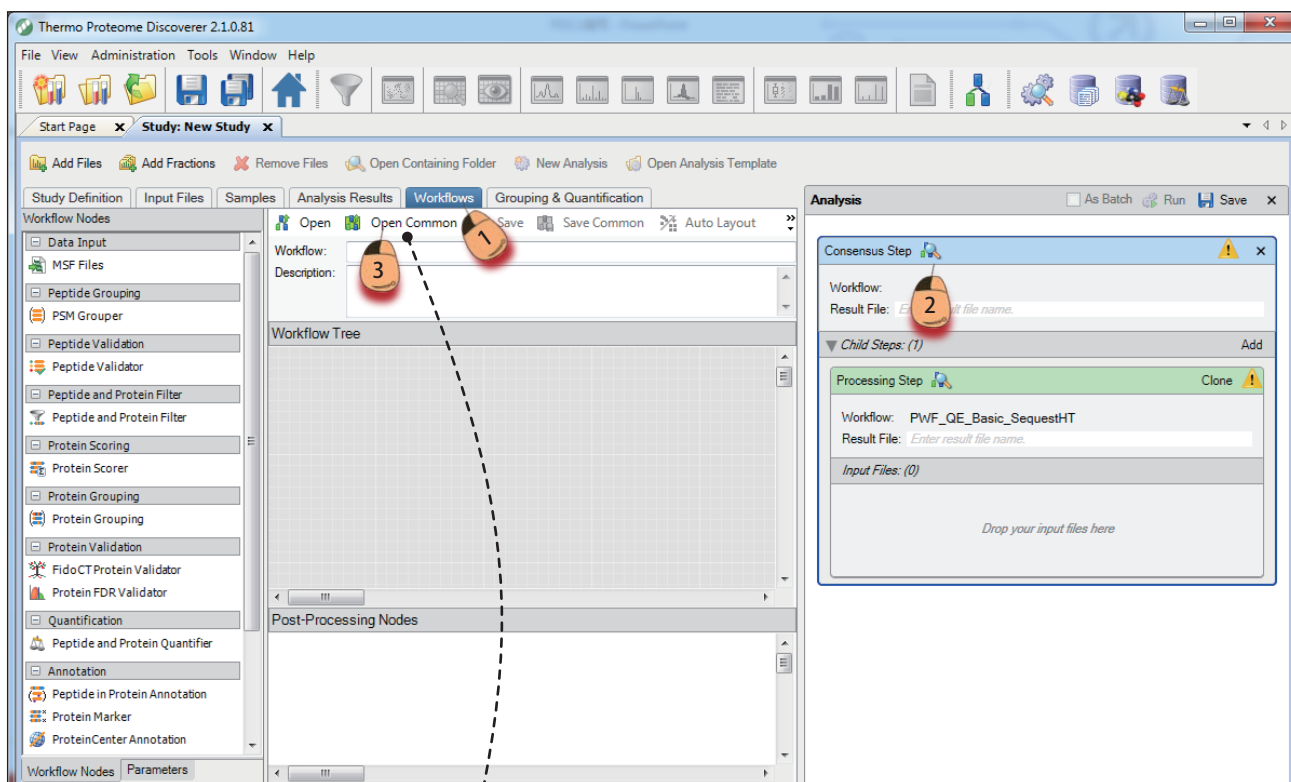 Thermo Proteome Discoverer 2.1.0.81
File View Administration Tools Window Help
Start Page x Study: New Study x
Add Files Add Fractions Remove Files Open Containing Folder New Analysis Open Analysis Template
Study Definition Input Files Samples Analysis Results Workflows Grouping & Quantification
Workflow Nodes
Data Input
MSF Files
Peptide Grouping
PSM Grouper
Peptide Validation
Peptide Validator
Peptide and Protein Filter
Peptide and Protein Filter
Protein Scoring
Protein Scorer
Protein Grouping
Protein Grouping
Protein Validation
FidoCT Protein Validator
Protein FDR Validator
Quantification
Peptide and Protein Quantifier
Annotation
Peptide in Protein Annotation
Protein Marker
ProteinCenter Annotation
Workflow Nodes Parameters
Open Open Common Save Save Common Auto Layout
1
Workflow:
3
Description:
Workflow Tree
Post-Processing Nodes
Analysis As Batch Run Save x
Consensus Step x
2
Workflow:
Result File: file name.
Child Steps: (1) Add
Processing Step Clone
Workflow: PWF_QE_Basic_SequestHT
Result File: Enter result file name.
Input Files: (0)
Drop your input files here